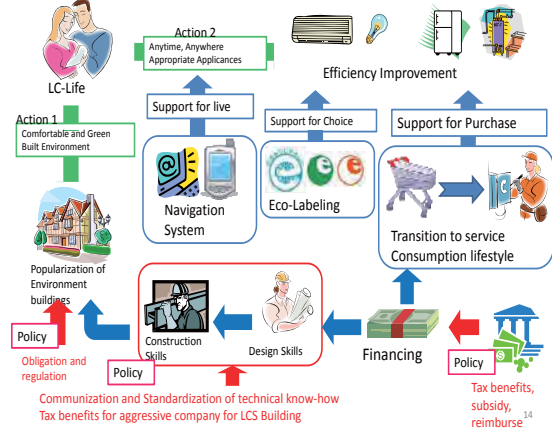 Action 2
Anytime, Anywhere
Appropriate Applicances
LC-Life
Efficiency Improvement
Action 1
Comfortable and Green
Built Environment
Support for live
Support for Choice
Support for Purchase
Navigation
System
Eco-Labeling
Transition to service
Consumption lifestyle
Popularization of
Environment
buildings
Construction
Skills
Design Skills
Financing
Policy
Policy
Policy
Obligation and
regulation
Communization and Standardization of technical know-how
Tax benefits for aggressive company for LCS Building
Tax benefits,
subsidy,
reimburse
14